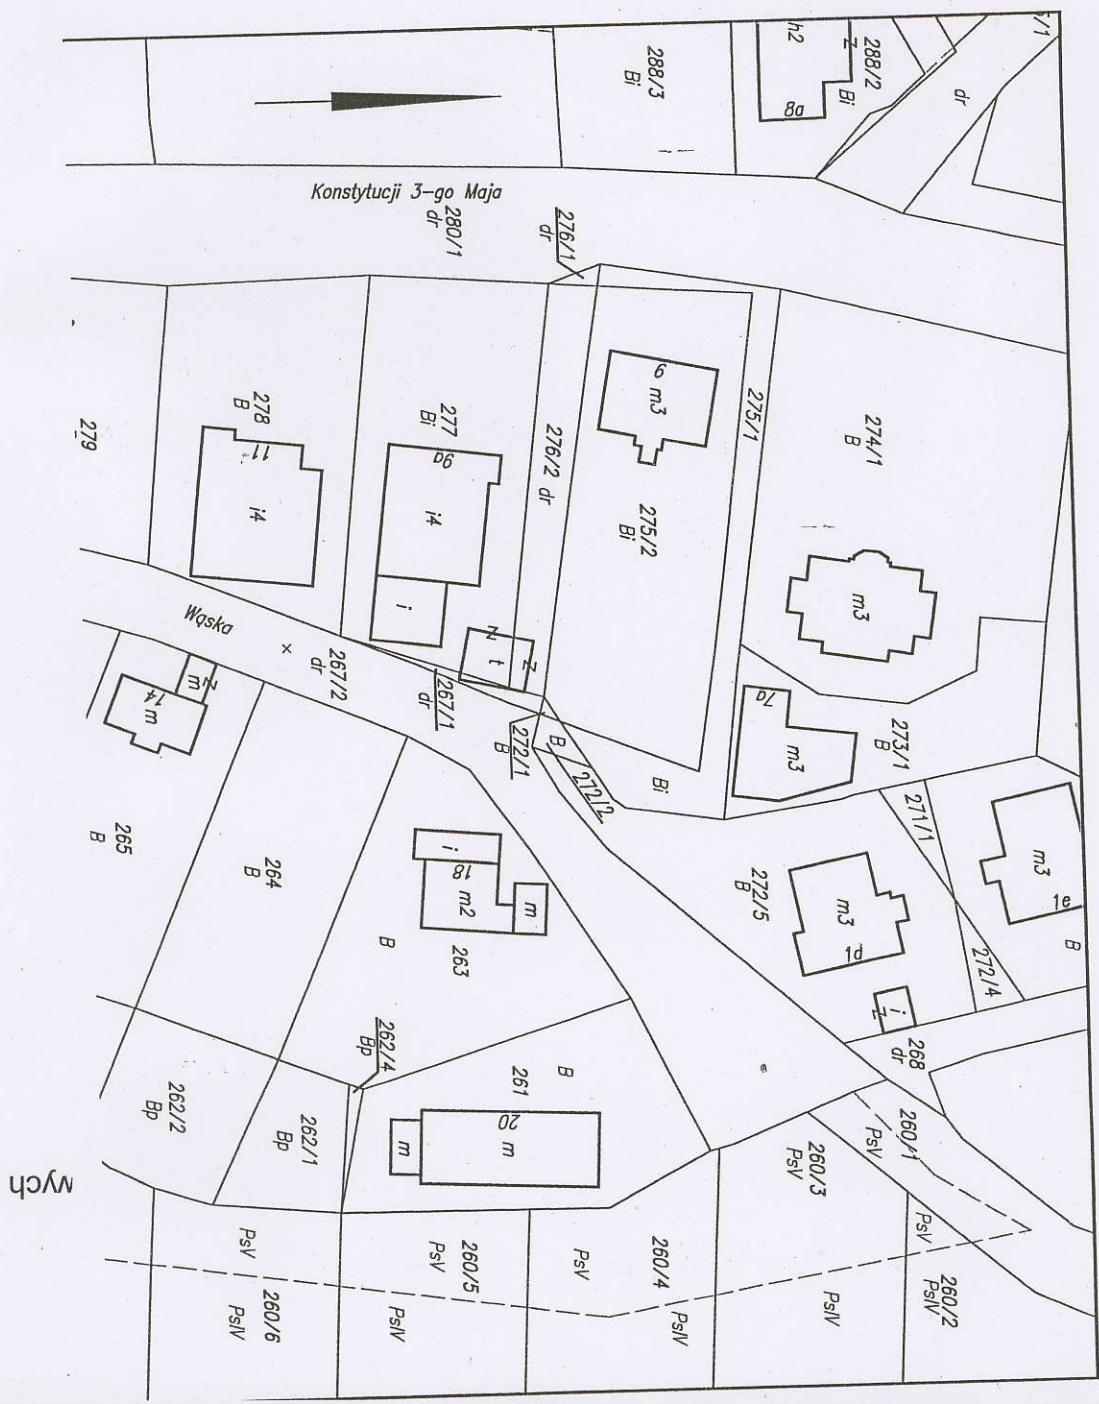 h2
z
288/2
Bi
8a
288/3
Bi
dr
Konstytucji 3-go Maja
280/1
dr
276/1
dr
279
278
B
11
i4
277
Bi
9a
i4
i
276/2 dr
9
m3
275/2
Bi
275/1
274/1
B
m3
Wąska
x
267/2
dr
267/1
dr
z
t
z
272/1
B
B
272/2
Bi
7a
m3
273/1
B
271/1
m3
1e
B
m
z
14
m
265
B
264
B
i
18
m2
m
B
263
272/5
B
m3
1d
272/4
i
z
268
dr
262/4
Bp
261
B
20
m
m
262/2
Bp
262/1
Bp
260/1
PsV
260/3
PsV
wych
PsV
260/6
PsIV
260/5
PsV
PsIV
PsV
260/4
PsIV
PsIV
PsV
260/2
PsIV